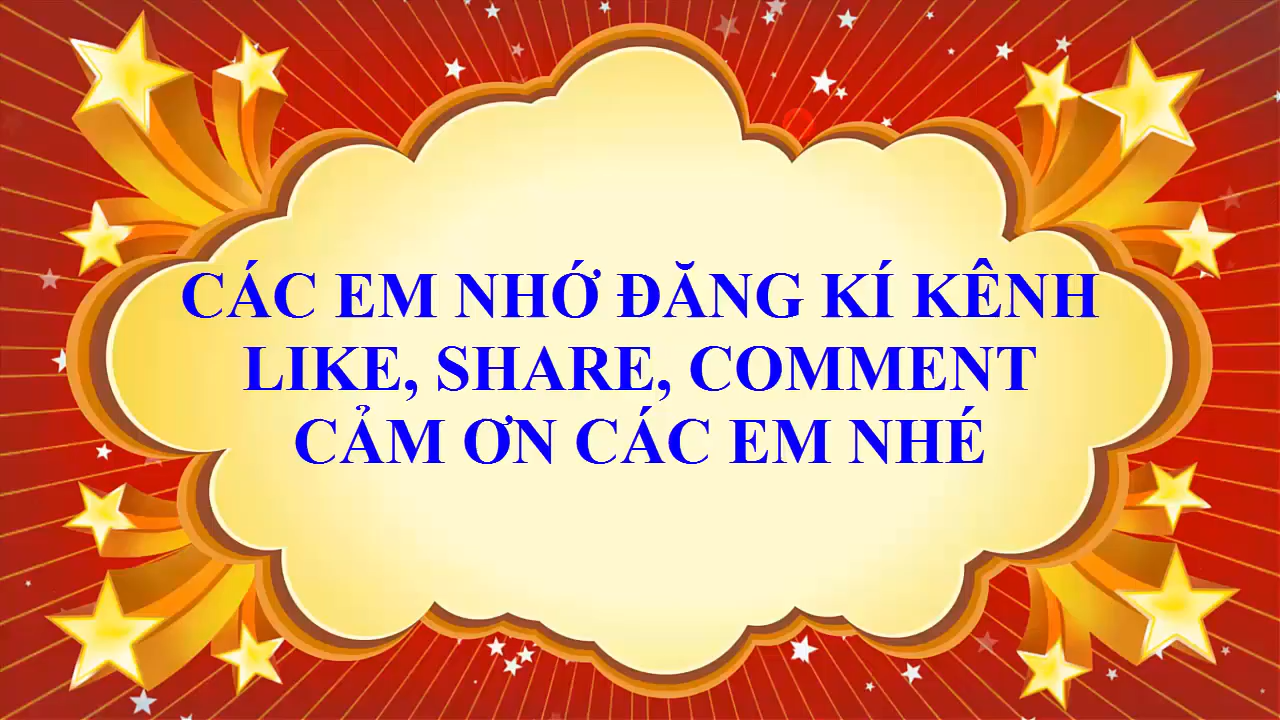 CÁC EM NHỚ ĐĂNG KÍ KÊNH
LIKE, SHARE, COMMENT
CẢM ƠN CÁC EM NHÉ